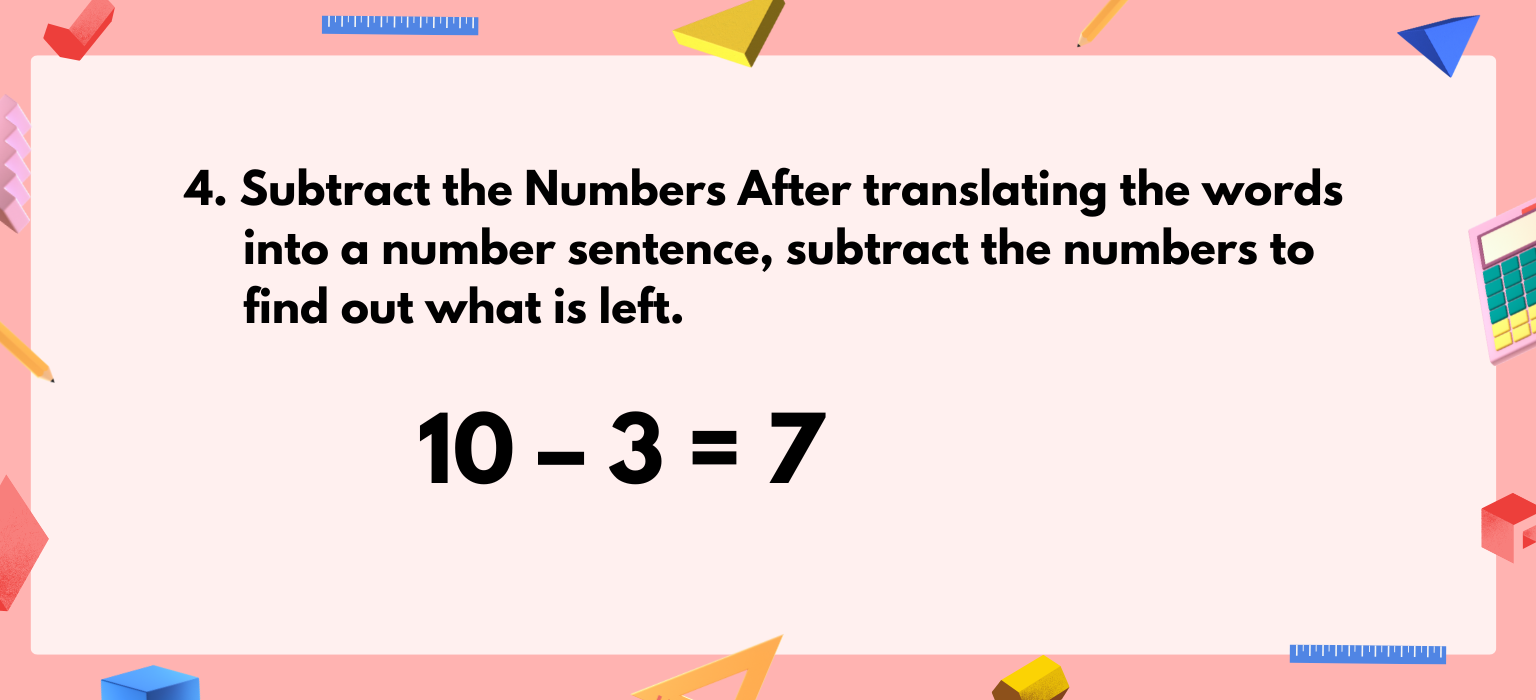 4. Subtract the Numbers After translating the words
into a number sentence, subtract the numbers to
find out what is left.
10 – 3 = 7